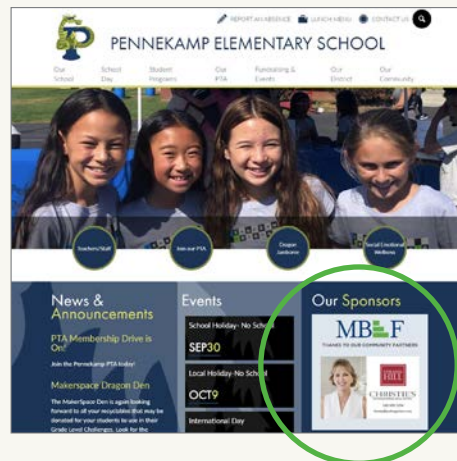 REPORT AN ABSENCE LUNCH MENU CONTACT US
P
PENNEKAMP ELEMENTARY SCHOOL
Our School
School Day
Student Programs
Our PTA
Fundraising & Events
Our District
Our Community
Teachers/Staff
Join our PTA
Dragon Jamboree
Social Emotional Wellness
News &
Announcements
PTA Membership Drive is
On!
Join the Pennekamp PTA today!
Makerspace Dragon Den
The MakerSpace Den is again looking
forward to all your recyclables that may be
donated for your students to use in their
Grade Level Challenges. Look for the
Events
School Holiday- No School
SEP30
Local Holiday-No School
OCT9
International Day
Our Sponsors
MBEF
THANKS TO OUR COMMUNITY PARTNERS
HILL
CHRISTIE'S